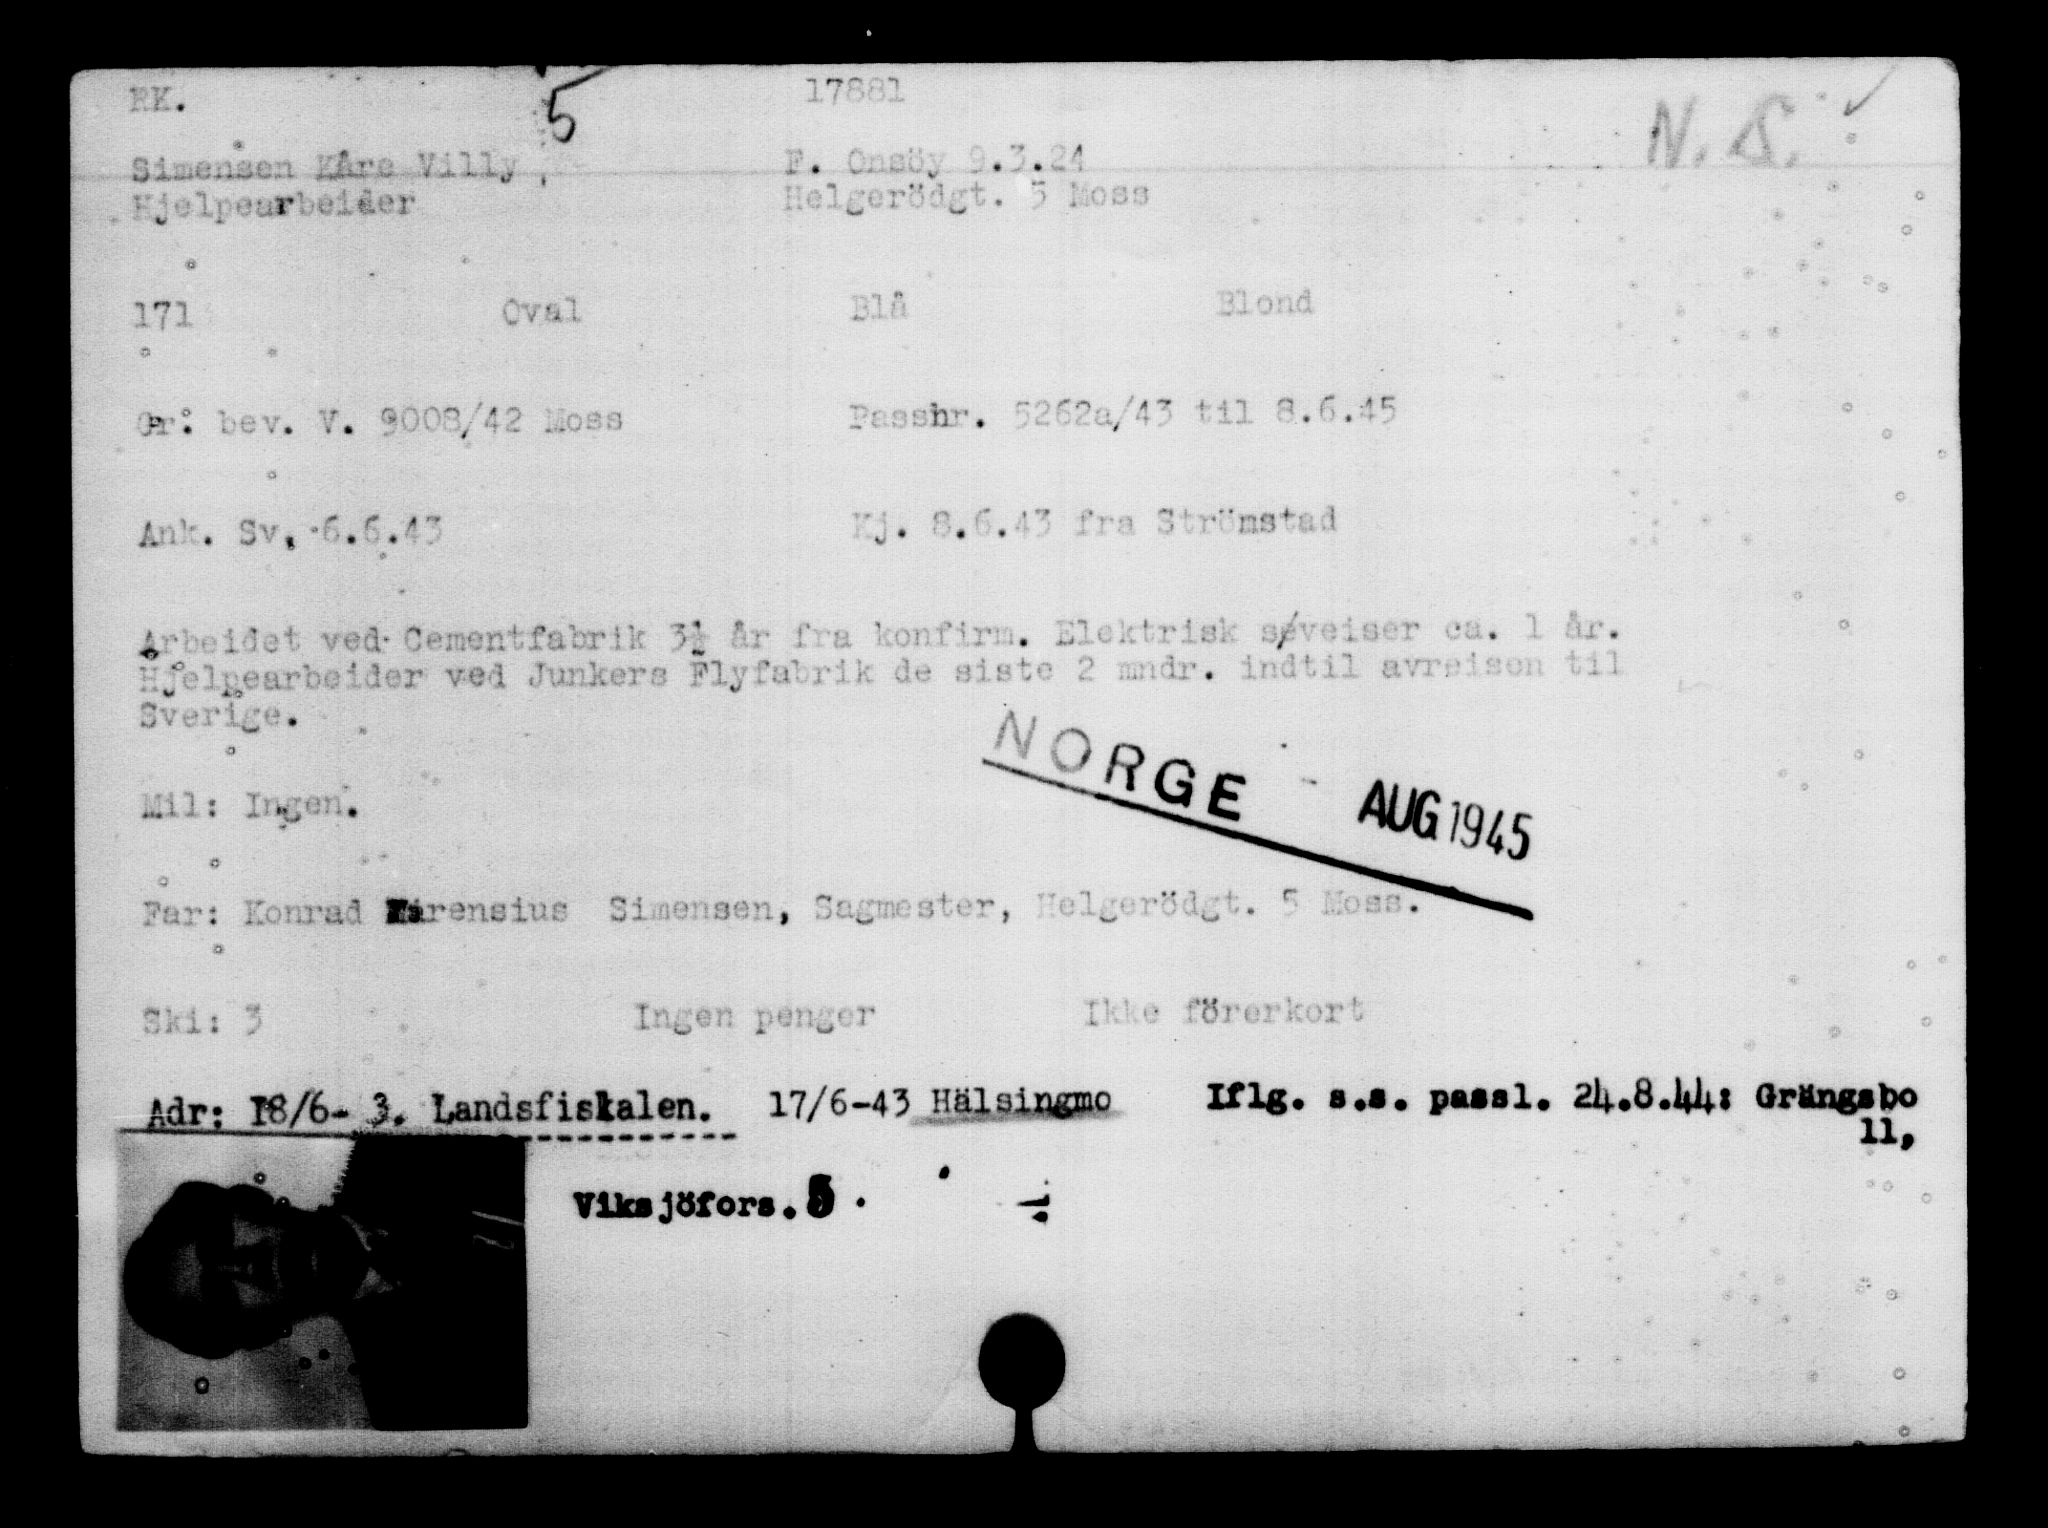 RK. 5 17881 N. S.
Simensen Kåre Villy, F. Onsöy 9.3.24
Hjelpearbeider Helgerödgt. 5 Moss
171 Oval Blå Blond
Gr: bev. V. 9008/42 Moss Passnr. 5262a/43 til 8.6.45
Ank. Sv. 6.6.43 Kj. 8.6.43 fra Strömstad
Arbeidet ved Cementfabrik 3½ år fra konfirm. Elektrisk sveiser ca. 1 år.
Hjelpearbeider ved Junkers Flyfabrik de siste 2 mndr. indtil avreisen til
Sverige.
NORGE - AUG 1945
Mil: Ingen.
Far: Konrad Simensen, Sagmester, Helgerödgt. 5 Moss.
Ski: 3 Ingen penger Ikke förerkort
Adr: 18/6- 3. Landsfiskalen. 17/6-43 Hälsingmo Iflg. s.s. passl. 24.8.44: Grängsbo
11,
Viksjöfors.